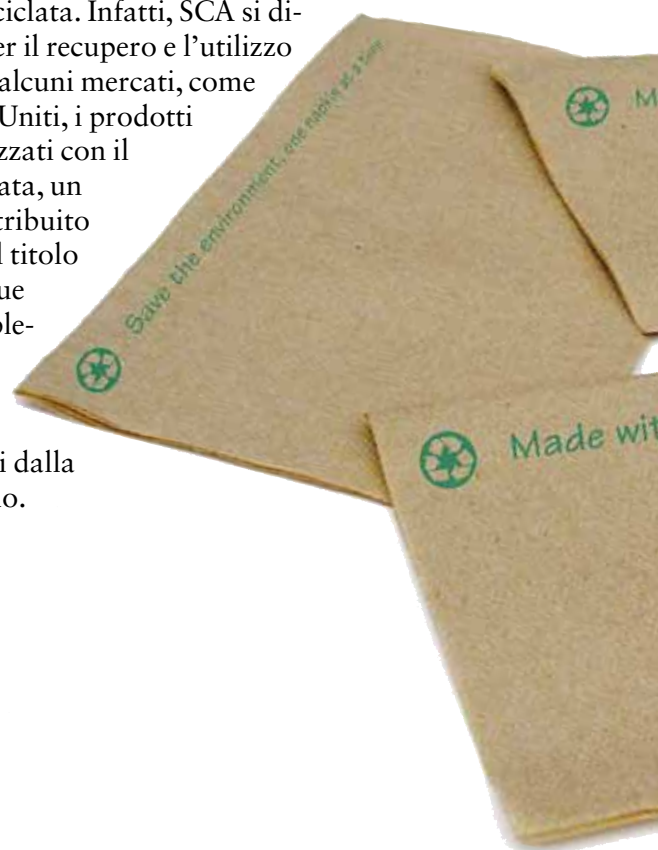 ciclata. Infatti, SCA si di-
er il recupero e l’utilizzo
alcuni mercati, come
Uniti, i prodotti
zzati con il
ata, un
tribuito
l titolo
ue
ole-
i dalla
o.
Save the environment, one napkin at a time
M
Made wit